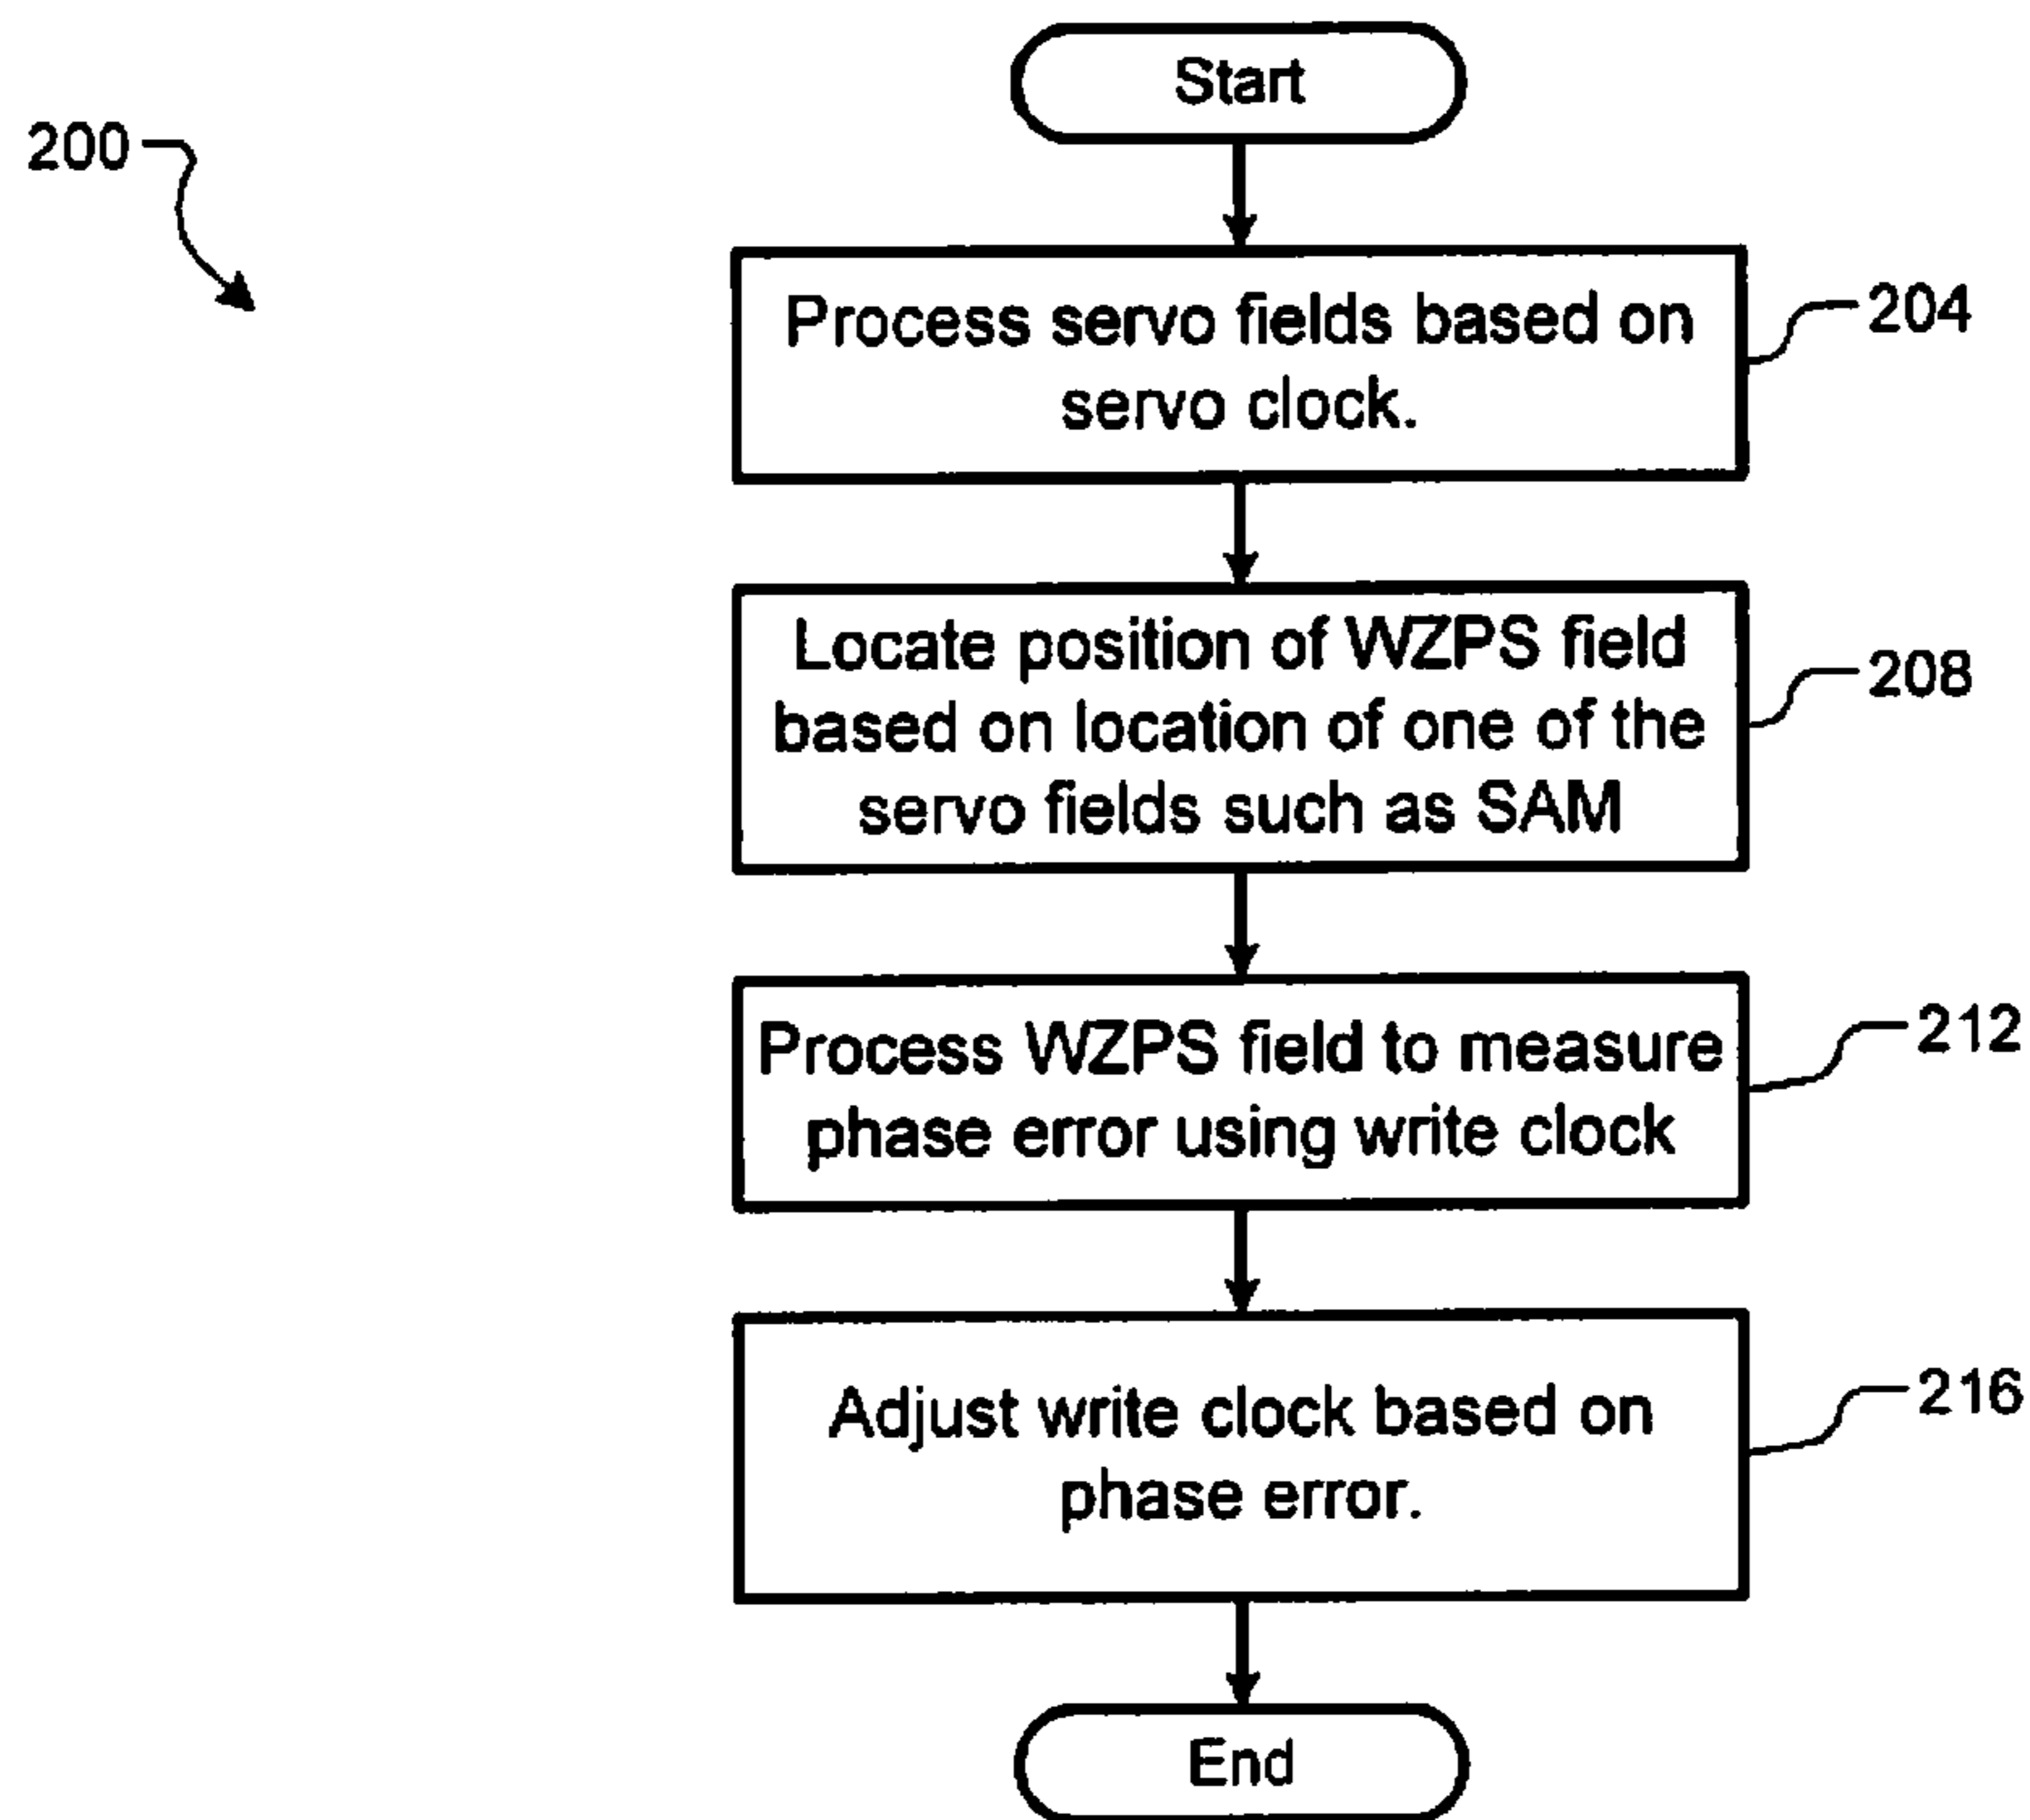 Start
200
Process servo fields based on
servo clock.
204
Locate position of WZPS field
based on location of one of the
servo fields such as SAM
208
Process WZPS field to measure
phase error using write clock
212
Adjust write clock based on
phase error.
216
End